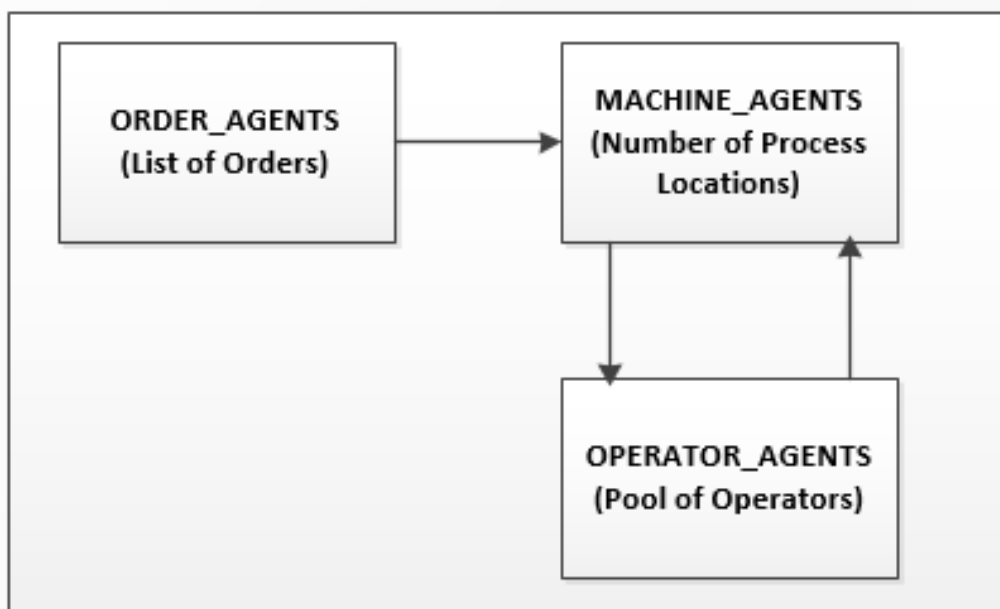 ORDER_AGENTS
(List of Orders)
MACHINE_AGENTS
(Number of Process
Locations)
OPERATOR_AGENTS
(Pool of Operators)